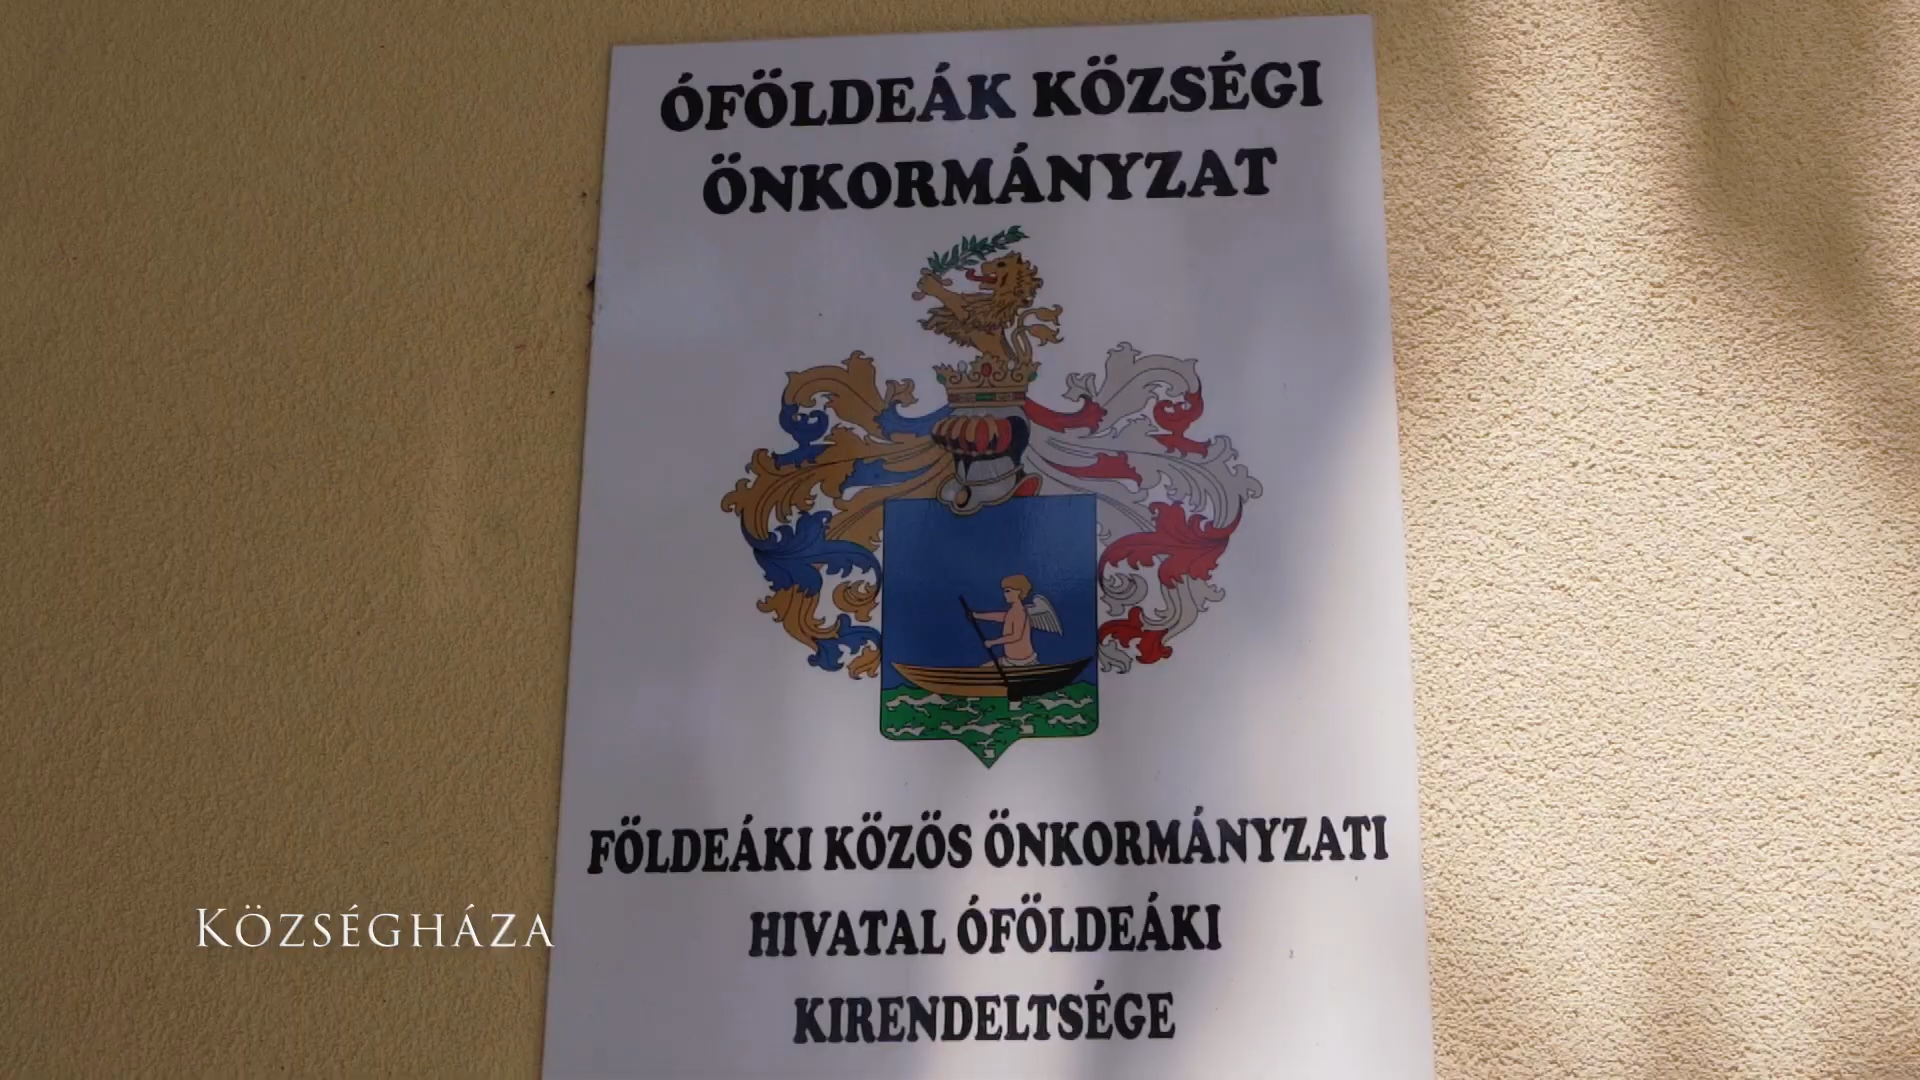 ÓFÖLDEÁK KÖZSÉGI
ÖNKORMÁNYZAT
FÖLDEÁKI KÖZÖS ÖNKORMÁNYZATI
HIVATAL ÓFÖLDEÁKI
KIRENDELTSÉGE
KÖZSÉGHÁZA